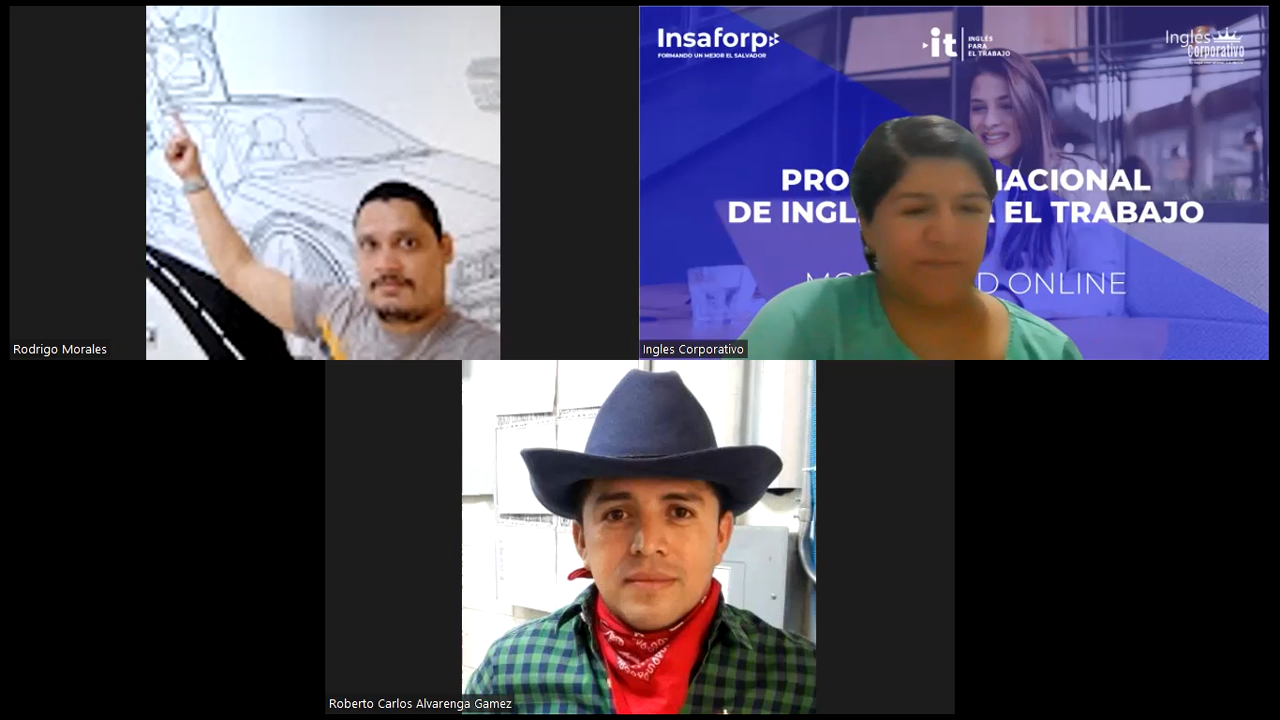 Insaforp
FORMANDO UN MEJOR EL SALVADOR
it
INGLÉS
PARA
EL TRABAJO
Inglés
Corporativo
PRO NACIONAL
DE INGL A EL TRABAJO
MO D ONLINE
Rodrigo Morales
Ingles Corporativo
Roberto Carlos Alvarenga Gamez